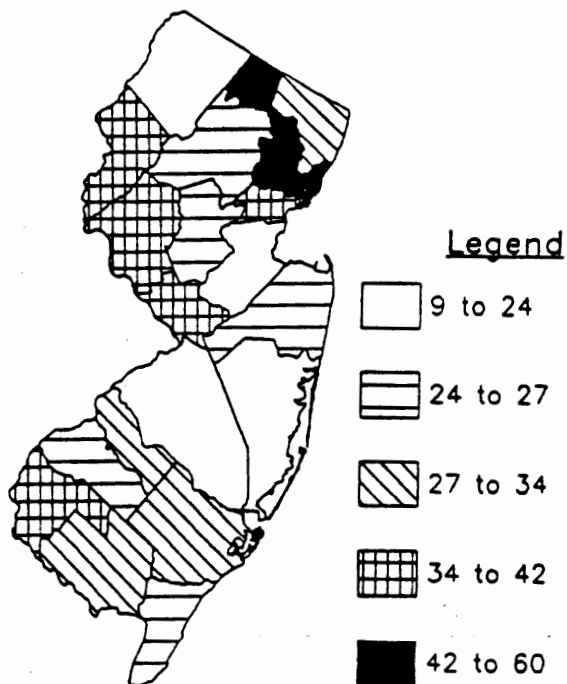 Legend
9 to 24
24 to 27
27 to 34
34 to 42
42 to 60